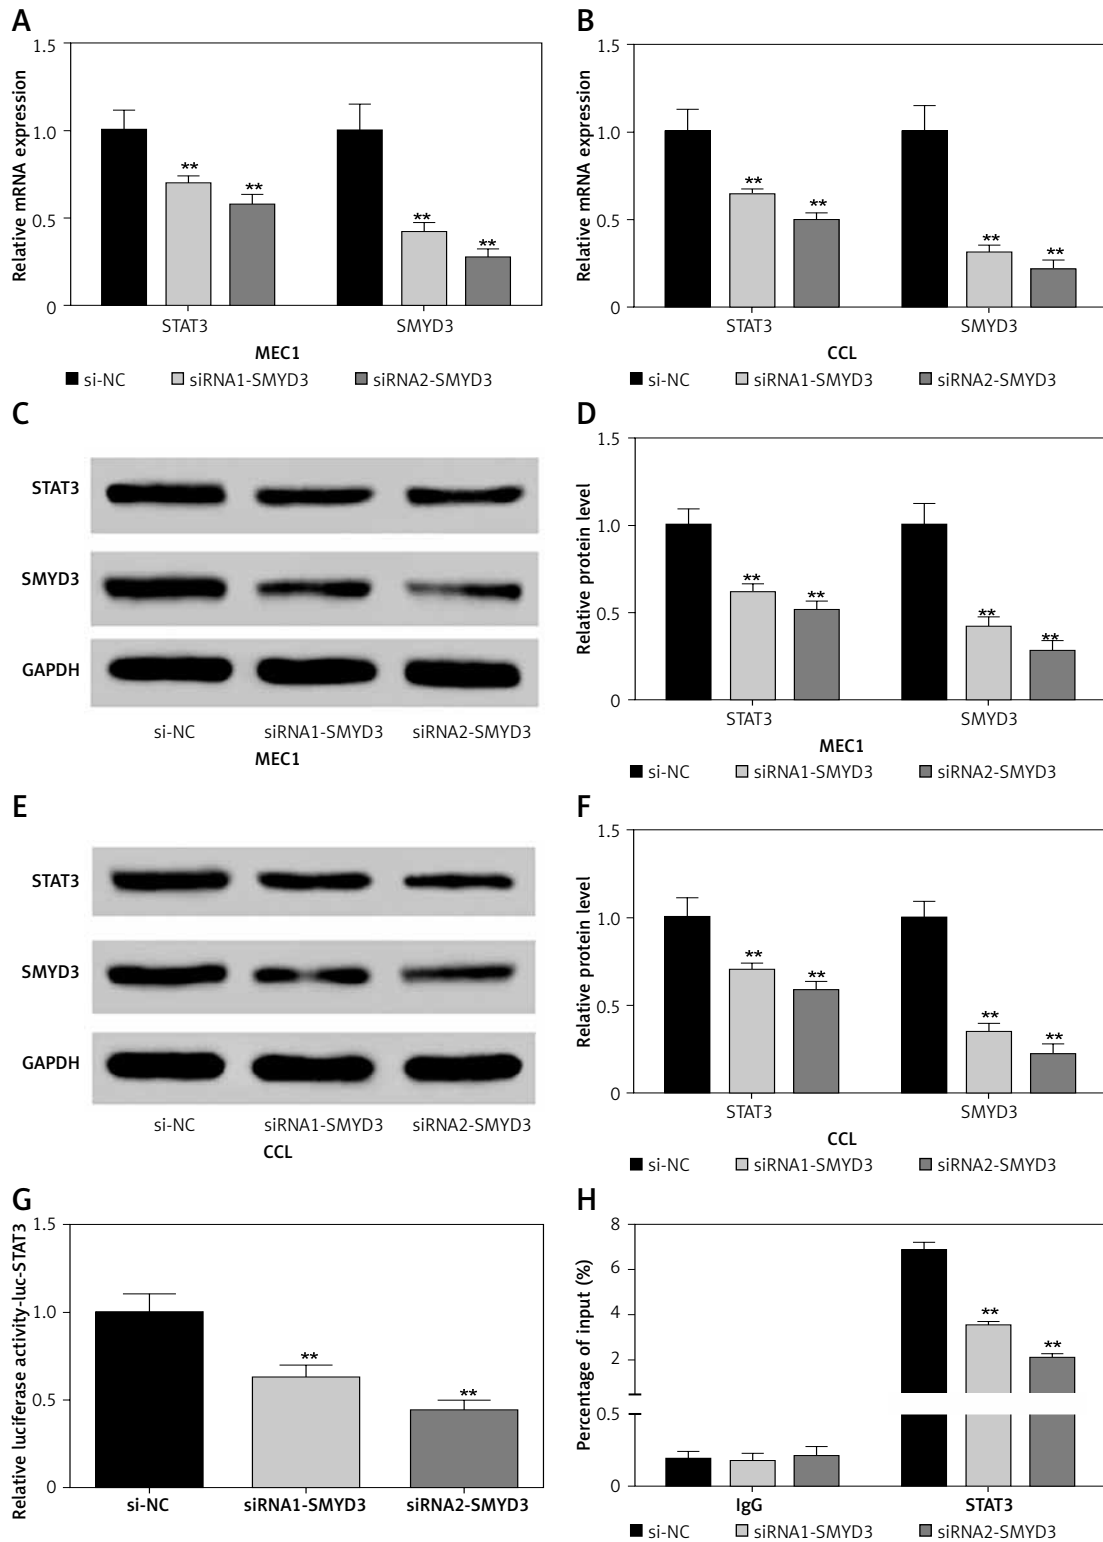 A
Relative mRNA expression
1.5
1.0
0.5
0
** ** ** **
STAT3 SMYD3
MEC1
si-NC siRNA1-SMYD3 siRNA2-SMYD3
B
Relative mRNA expression
1.5
1.0
0.5
0
** ** ** **
STAT3 SMYD3
CCL
si-NC siRNA1-SMYD3 siRNA2-SMYD3
C
STAT3
SMYD3
GAPDH
si-NC siRNA1-SMYD3 siRNA2-SMYD3
MEC1
D
Relative protein level
1.5
1.0
0.5
0
** ** ** **
STAT3 SMYD3
MEC1
si-NC siRNA1-SMYD3 siRNA2-SMYD3
E
STAT3
SMYD3
GAPDH
si-NC siRNA1-SMYD3 siRNA2-SMYD3
CCL
F
Relative protein level
1.5
1.0
0.5
0
** ** ** **
STAT3 SMYD3
CCL
si-NC siRNA1-SMYD3 siRNA2-SMYD3
G
Relative luciferase activity-luc-STAT3
1.5
1.0
0.5
0
** **
si-NC siRNA1-SMYD3 siRNA2-SMYD3
H
Percentage of input (%)
8
6
4
2
0.5
0
** **
IgG STAT3
si-NC siRNA1-SMYD3 siRNA2-SMYD3